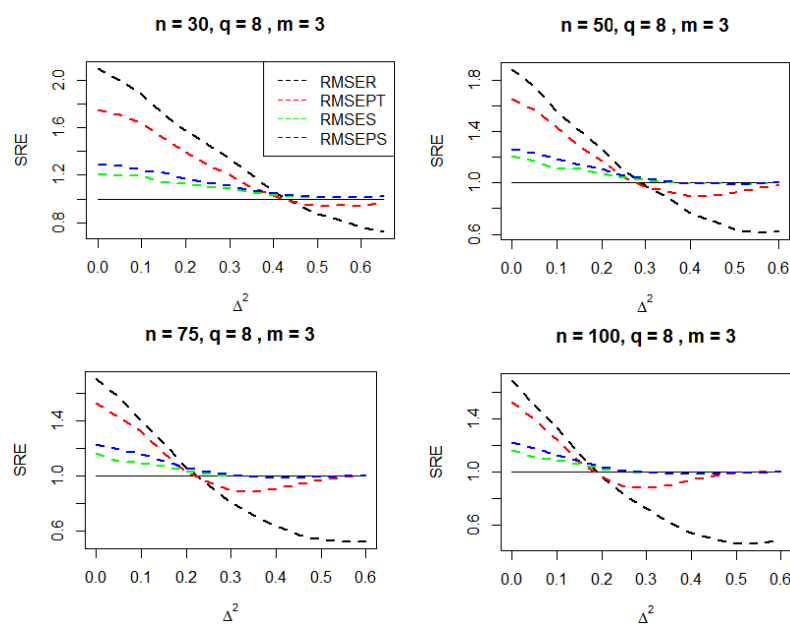 n = 30, q = 8 , m = 3
SRE
2.0
1.6
1.2
0.8
RMSER
RMSEPT
RMSES
RMSEPS
0.0 0.1 0.2 0.3 0.4 0.5 0.6
Δ²
n = 50, q = 8 , m = 3
SRE
1.8
1.4
1.0
0.6
0.0 0.1 0.2 0.3 0.4 0.5 0.6
Δ²
n = 75, q = 8 , m = 3
SRE
1.4
1.0
0.6
0.0 0.1 0.2 0.3 0.4 0.5 0.6
Δ²
n = 100, q = 8 , m = 3
SRE
1.4
1.0
0.6
0.0 0.1 0.2 0.3 0.4 0.5 0.6
Δ²